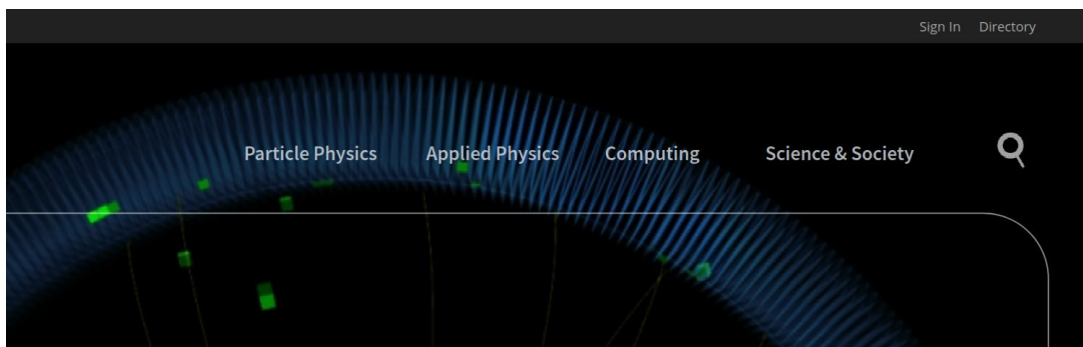 Sign In Directory
Particle Physics Applied Physics Computing Science & Society